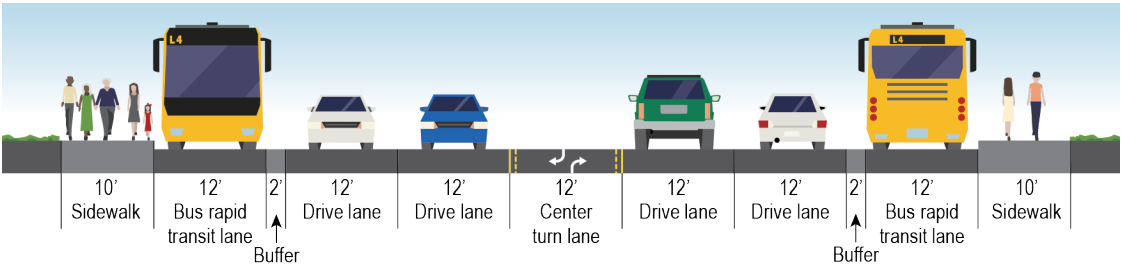 L4
L4
10’ 12’ 2’ 12’ 12’ 12’ 12’ 12’ 2’ 12’ 10’
Sidewalk Bus rapid Drive lane Drive lane Center Drive lane Drive lane Bus rapid Sidewalk
transit lane turn lane transit lane
Buffer Buffer